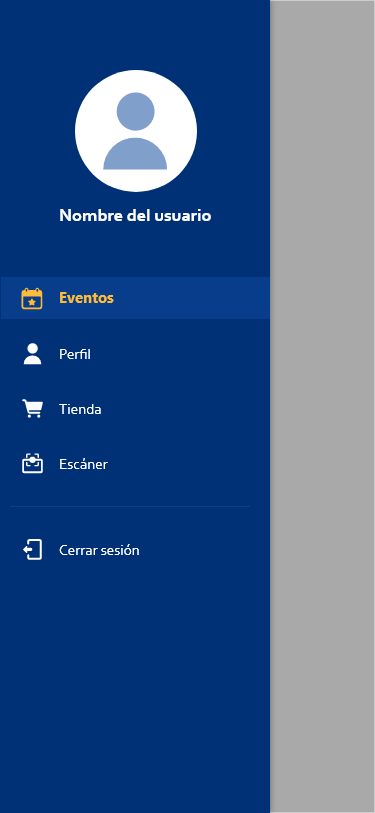 Nombre del usuario
Eventos
Perfil
Tienda
Escáner
Cerrar sesión